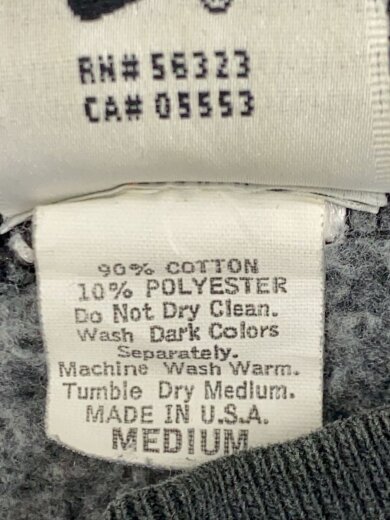 ®
RN# 56323
CA# 05553
90% COTTON
10% POLYESTER
Do Not Dry Clean.
Wash Dark Colors
Separately.
Machine Wash Warm.
Tumble Dry Medium.
MADE IN U.S.A.
MEDIUM